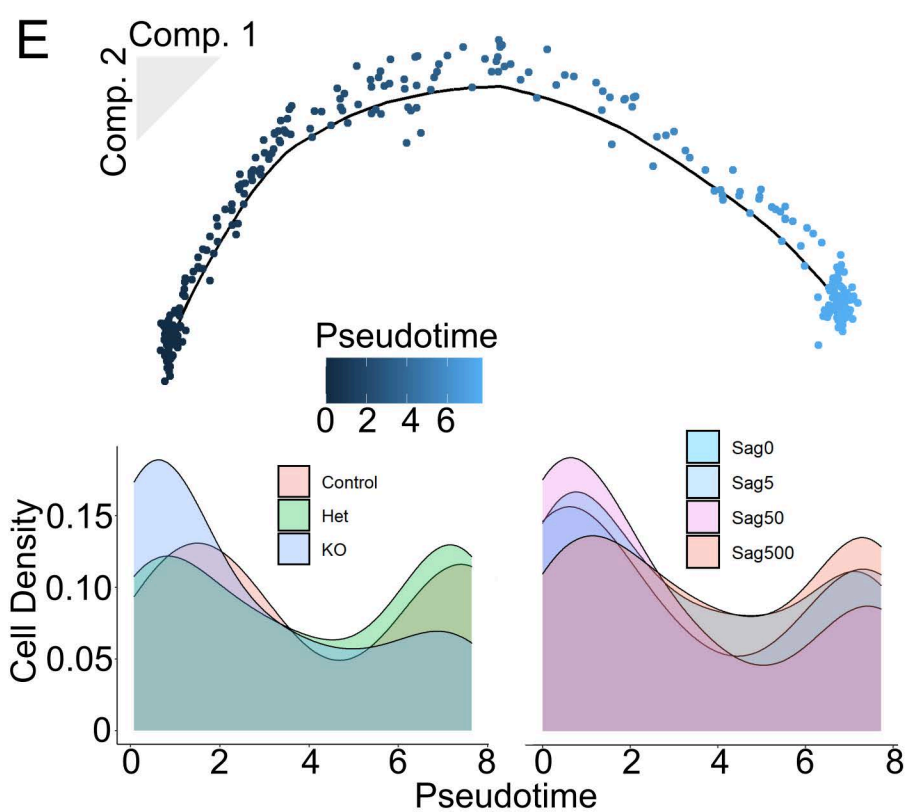 E
Comp. 1
Comp. 2
Pseudotime
0 2 4 6
Cell Density
0.15
0.10
0.05
0
Control
Het
KO
0 2 4 6 8
Sag0
Sag5
Sag50
Sag500
0 2 4 6 8
Pseudotime